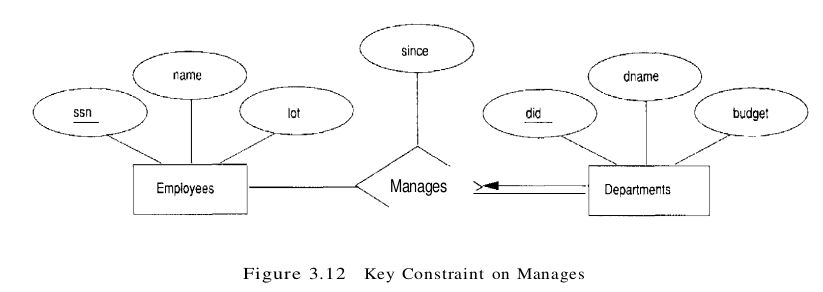 since
name
dname
ssn
lot
did
budget
Employees
Manages
Departments
Figure 3.12 Key Constraint on Manages